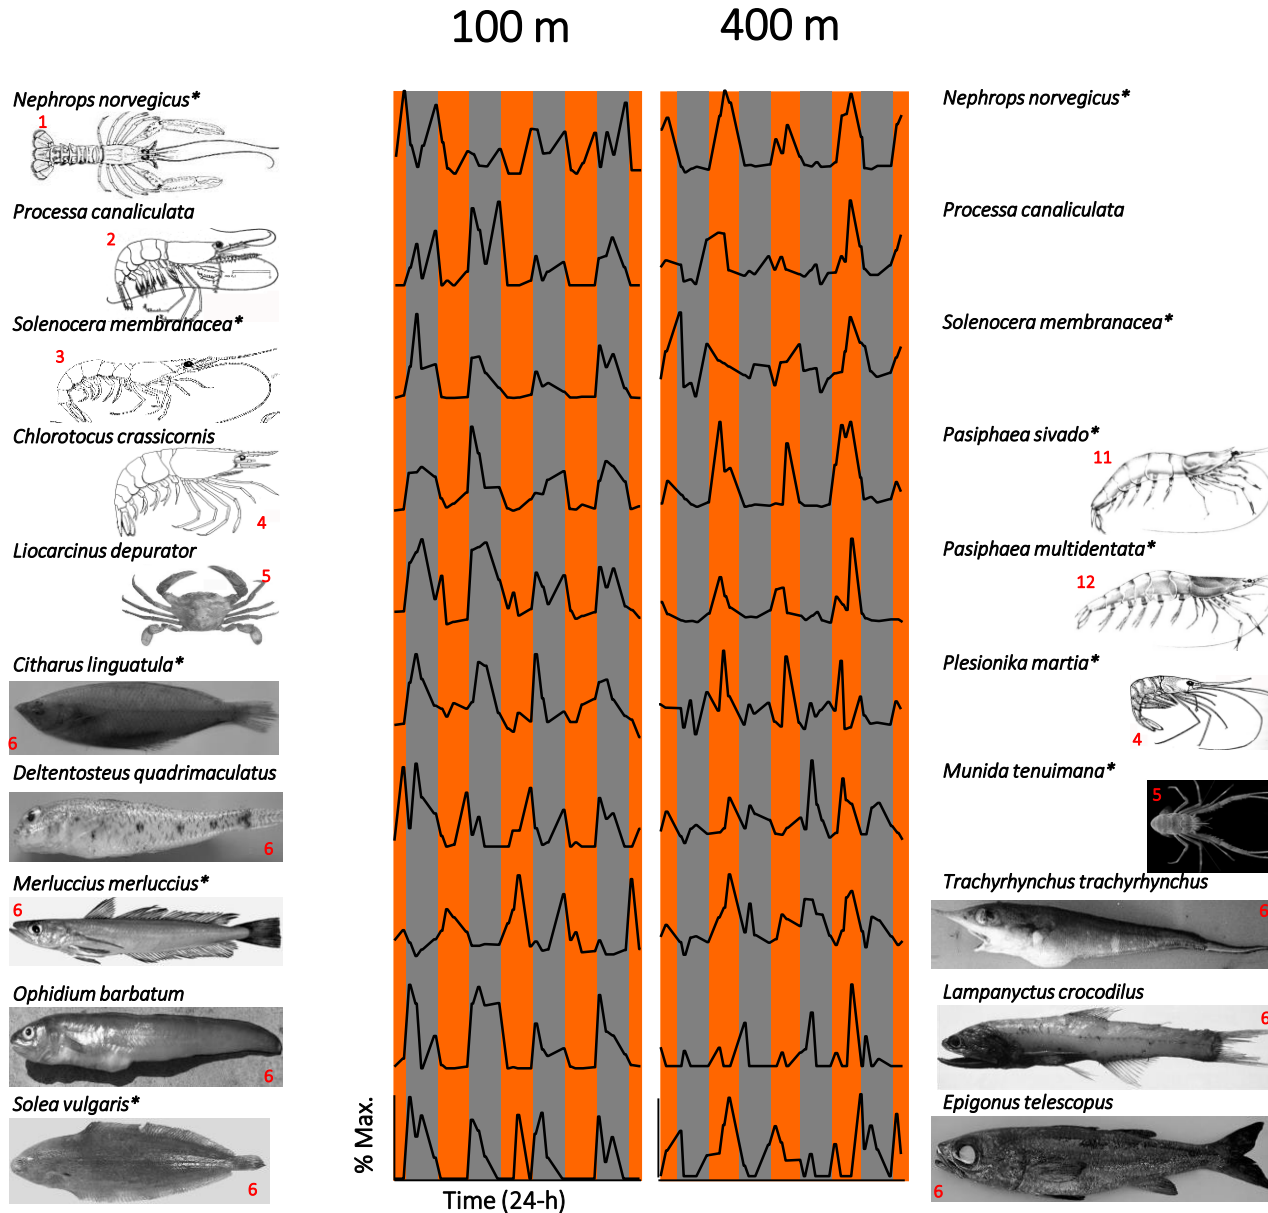 100 m
400 m
Nephrops norvegicus*
1
Processa canaliculata
2
Solenocera membranacea*
3
Chlorotocus crassicornis
4
Liocarcinus depurator
5
Citharus linguatula*
6
Deltentosteus quadrimaculatus
6
Merluccius merluccius*
6
Ophidium barbatum
6
Solea vulgaris*
6
% Max.
Time (24-h)
Nephrops norvegicus*
Processa canaliculata
Solenocera membranacea*
Pasiphaea sivado*
11
Pasiphaea multidentata*
12
Plesionika martia*
4
Munida tenuimana*
5
Trachyrhynchus trachyrhynchus
6
Lampanyctus crocodilus
6
Epigonus telescopus
6